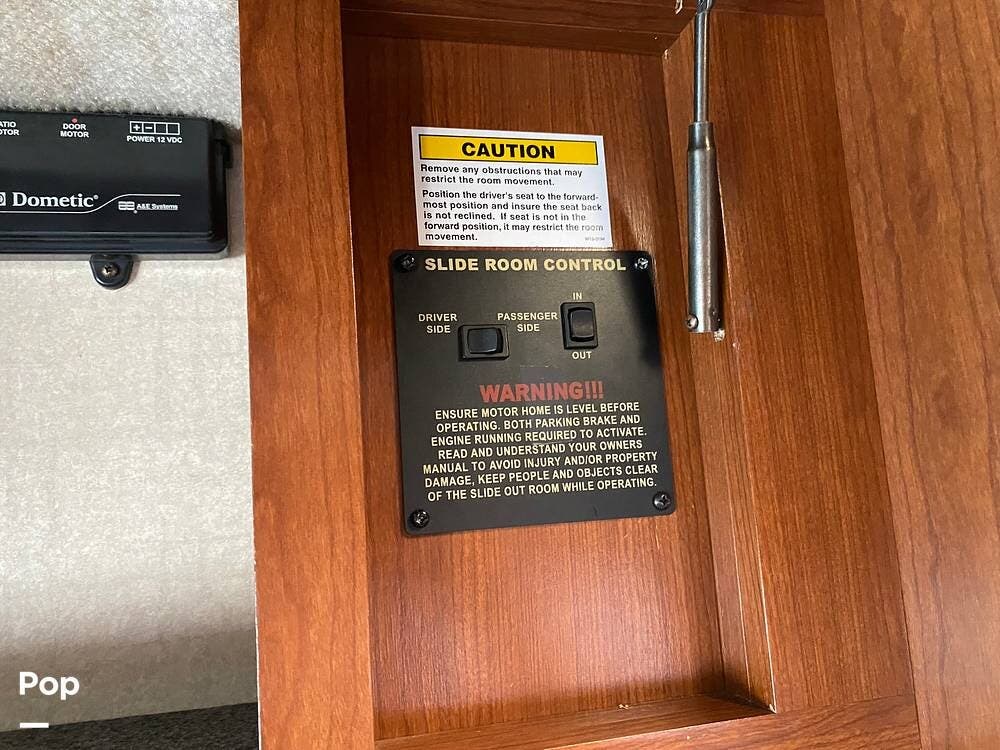 DOOR
MOTOR
POWER 12 VDC
Dometic®
A&E Systems
CAUTION
Remove any obstructions that may
restrict the room movement.
Position the driver's seat to the forward-
most position and insure the seat back
is not reclined. If seat is not in the
forward position, it may restrict the room
movement.
SLIDE ROOM CONTROL
DRIVER
SIDE
PASSENGER
SIDE
IN
OUT
WARNING!!!
ENSURE MOTOR HOME IS LEVEL BEFORE
OPERATING. BOTH PARKING BRAKE AND
ENGINE RUNNING REQUIRED TO ACTIVATE.
READ AND UNDERSTAND YOUR OWNERS
MANUAL TO AVOID INJURY AND/OR PROPERTY
DAMAGE, KEEP PEOPLE AND OBJECTS CLEAR
OF THE SLIDE OUT ROOM WHILE OPERATING.
Pop